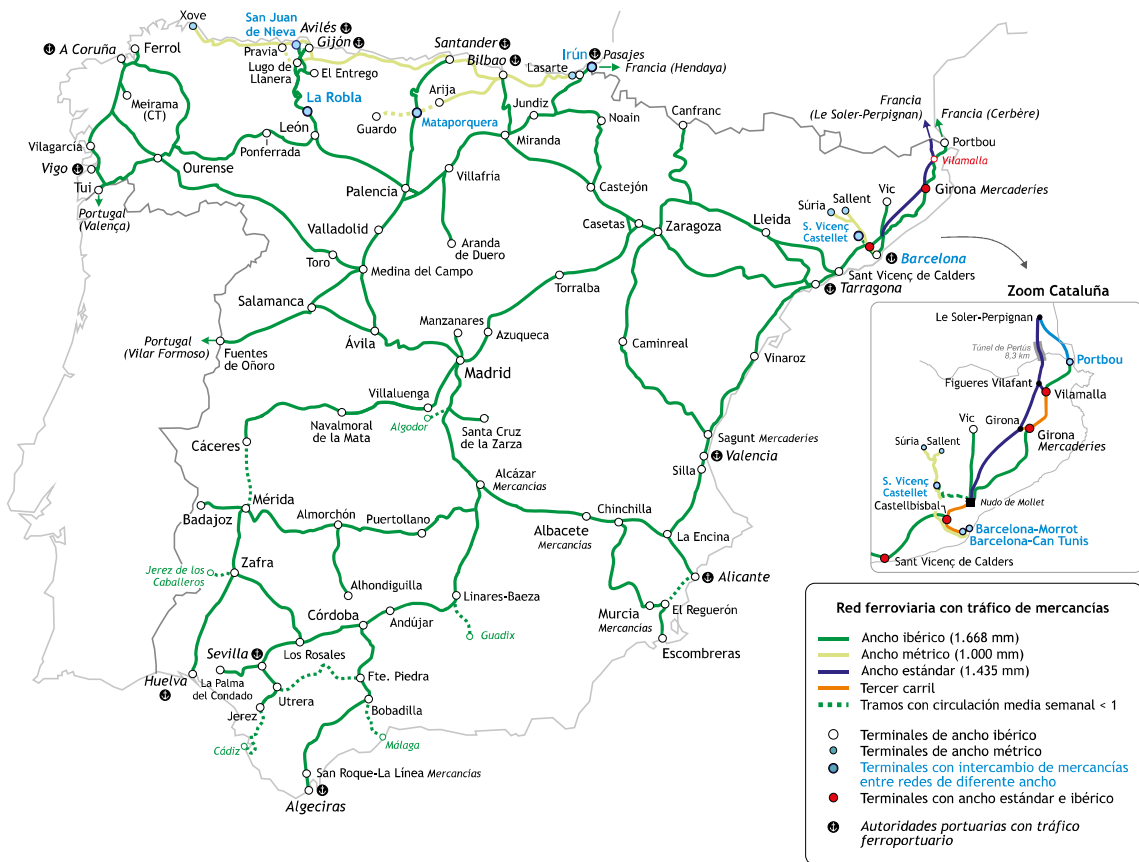 Xove
San Juan
de Nieva
Avilés
Gijón
Pravia
Lugo de
Llanera
El Entrego
La Robla
A Coruña
Ferrol
Meirama
(CT)
Vilagarcía
Vigo
Tui
Portugal
(Valença)
Ourense
Ponferrada
León
Guardo
Arija
Mataporquera
Santander
Bilbao
Lasarte
Irún
Pasajes
Francia (Hendaya)
Jundiz
Miranda
Noain
Canfranc
Castejón
Villafria
Palencia
Aranda
de Duero
Valladolid
Toro
Medina del Campo
Salamanca
Ávila
Portugal
(Vilar Formoso)
Fuentes
de Oñoro
Casetas
Zaragoza
Lleida
Torralba
Azuqueca
Manzanares
Madrid
Caminreal
Vinaroz
Tarragona
Sant Vicenç de Calders
Barcelona
S. Vicenç
Castellet
Súria
Sallent
Vic
Girona Mercaderies
Vilamalla
Portbou
Francia
(Le Soler-Perpignan)
Francia (Cerbère)
Villaluenga
Algodor
Navalmoral
de la Mata
Santa Cruz
de la Zarza
Cáceres
Sagunt Mercaderies
Valencia
Silla
Alcázar
Mercancías
Mérida
Badajoz
Almorchón
Puertollano
Albacete
Mercancías
Chinchilla
La Encina
Alicante
Zafra
Jerez de los
Caballeros
Alhondiguilla
Linares-Baeza
Guadix
Murcia
Mercancías
El Reguerón
Escombreras
Córdoba
Andújar
Los Rosales
Sevilla
Huelva
La Palma
del Condado
Utrera
Fte. Piedra
Bobadilla
Jerez
Cádiz
Málaga
San Roque-La Línea Mercancías
Algeciras
Zoom Cataluña
Le Soler-Perpignan
Túnel de Pertús
8,3 km
Portbou
Figueres Vilafant
Vilamalla
Vic
Girona
Girona
Mercaderíes
Súria
Sallent
S. Vicenç
Castellet
Castellbisbal
Nudo de Mollet
Barcelona-Morrot
Barcelona-Can Tunis
Sant Vicenç de Calders
Red ferroviaria con tráfico de mercancías
Ancho ibérico (1.668 mm)
Ancho métrico (1.000 mm)
Ancho estándar (1.435 mm)
Tercer carril
Tramos con circulación media semanal < 1
Terminales de ancho ibérico
Terminales de ancho métrico
Terminales con intercambio de mercancías
entre redes de diferente ancho
Terminales con ancho estándar e ibérico
Autoridades portuarias con tráfico
ferroportuario